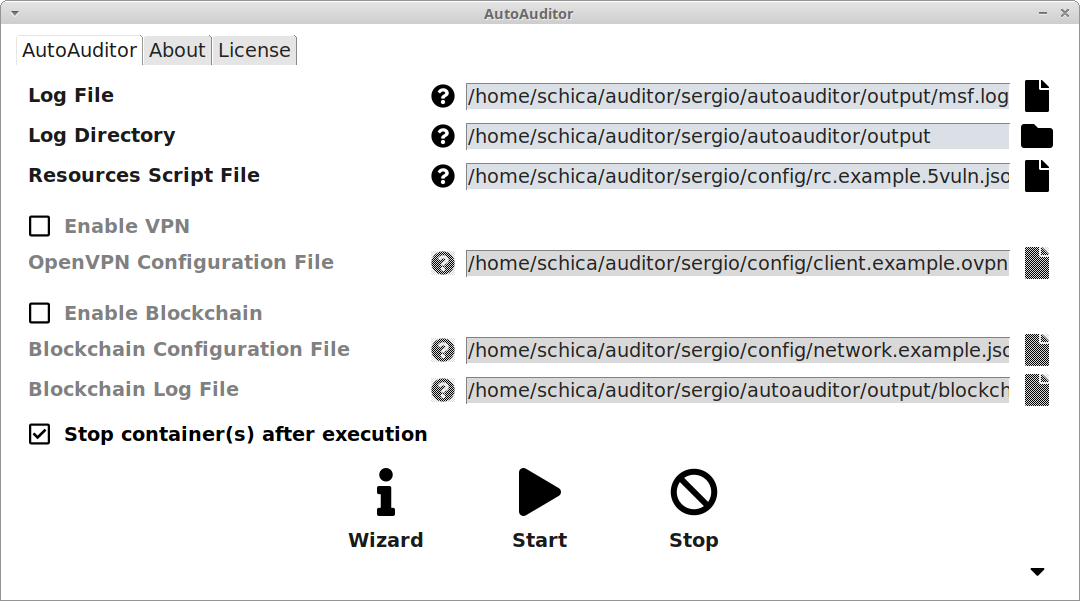 AutoAuditor
AutoAuditor About License
Log File /home/schica/auditor/sergio/autoauditor/output/msf.log
Log Directory /home/schica/auditor/sergio/autoauditor/output
Resources Script File /home/schica/auditor/sergio/config/rc.example.5vuln.jso
Enable VPN
OpenVPN Configuration File /home/schica/auditor/sergio/config/client.example.ovpn
Enable Blockchain
Blockchain Configuration File /home/schica/auditor/sergio/config/network.example.jso
Blockchain Log File /home/schica/auditor/sergio/autoauditor/output/blockch
Stop container(s) after execution
Wizard Start Stop